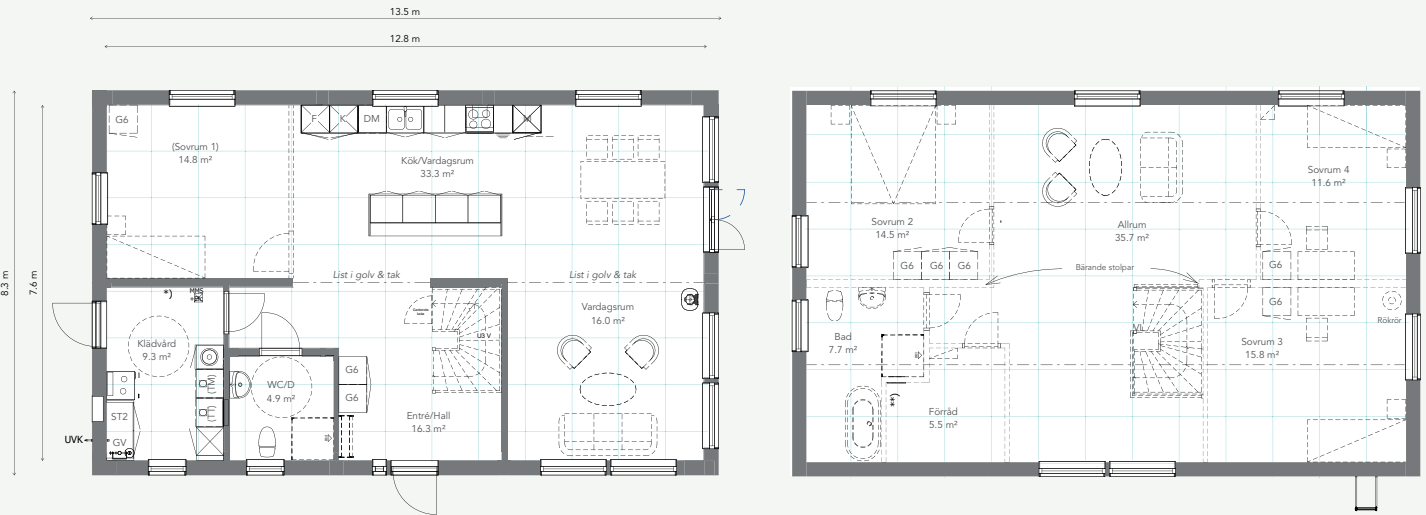 13.5 m
12.8 m
8.3 m
7.6 m
G6
(Sovrum 1)
14.8 m²
F
K
DM
M
Kök/Vardagsrum
33.3 m²
List i golv & tak
List i golv & tak
*)
Klädvård
9.3 m²
(TM)
ST2
GV
UVK
WC/D
4.9 m²
G6
G6
Entré/Hall
16.3 m²
Vardagsrum
16.0 m²
Sovrum 2
14.5 m²
G6
G6
G6
Allrum
35.7 m²
Bärande stolpar
Sovrum 4
11.6 m²
G6
G6
Rökrör
Sovrum 3
15.8 m²
Bad
7.7 m²
**)
Förråd
5.5 m²